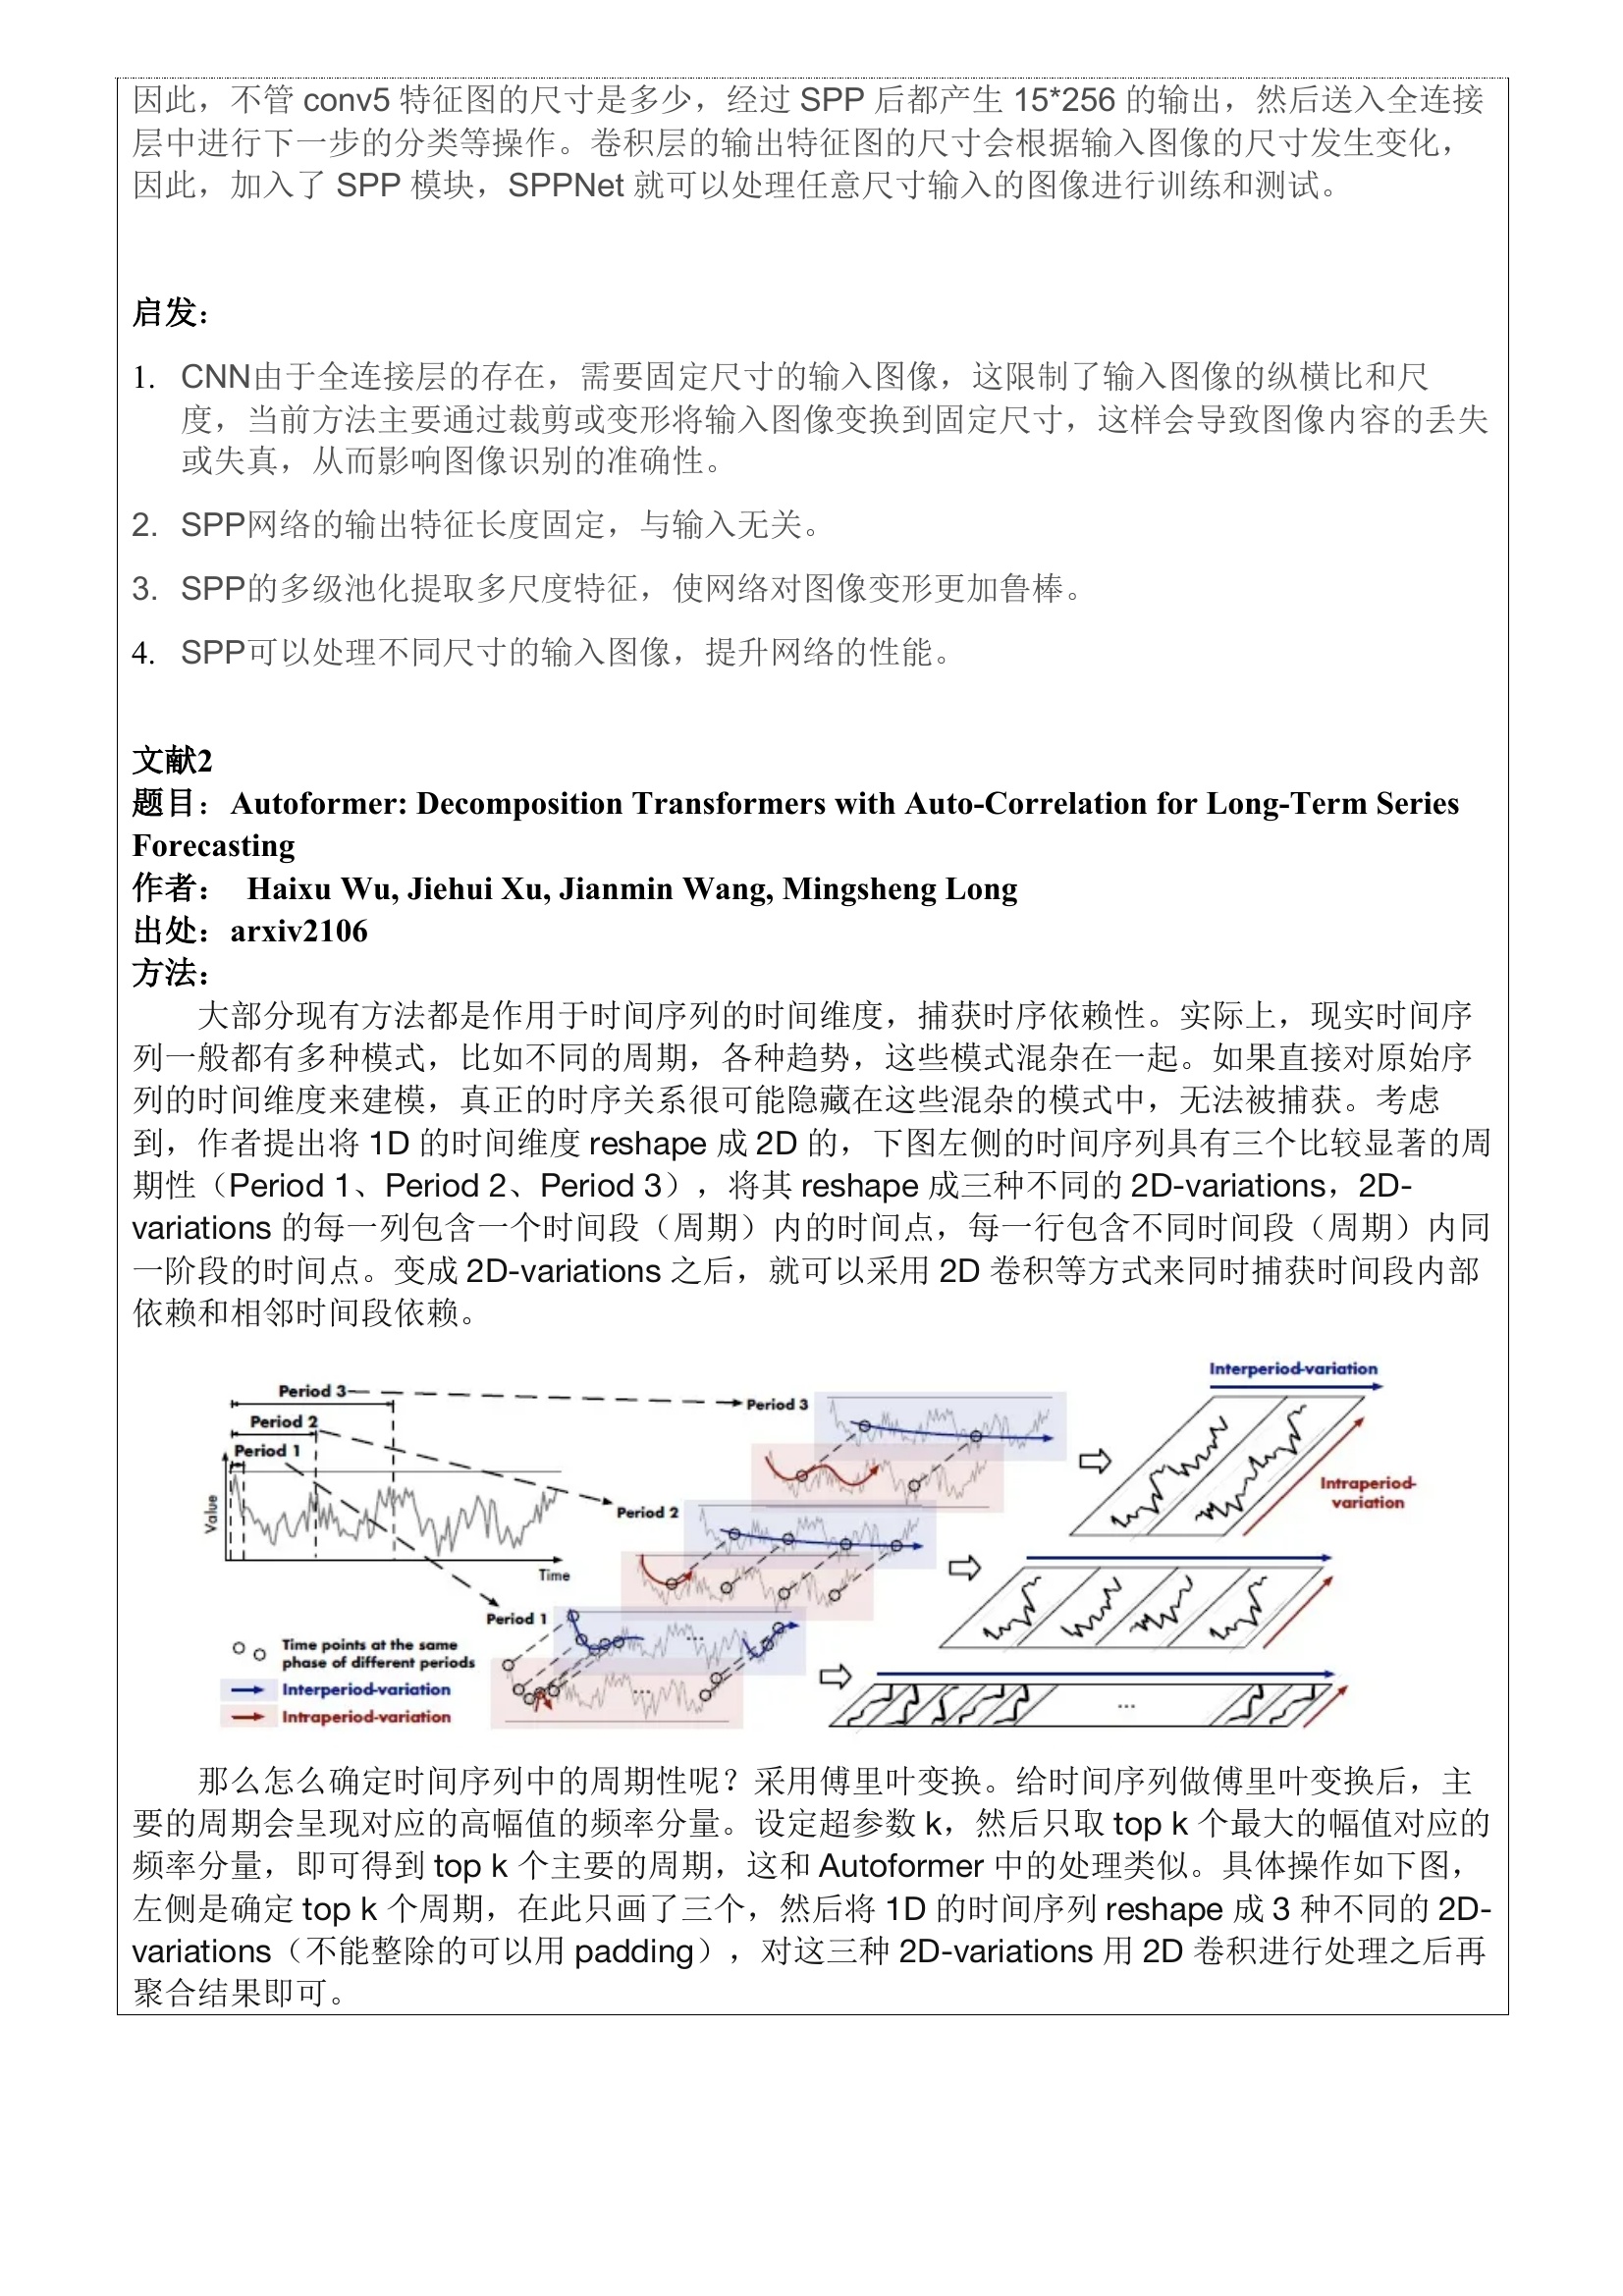 因此，不管 conv5 特征图的尺寸是多少，经过 SPP 后都产生 15*256 的输出，然后送入全连接
层中进行下一步的分类等操作。卷积层的输出特征图的尺寸会根据输入图像的尺寸发生变化，
因此，加入了 SPP 模块，SPPNet 就可以处理任意尺寸输入的图像进行训练和测试。
启发：
1. CNN由于全连接层的存在，需要固定尺寸的输入图像，这限制了输入图像的纵横比和尺
度，当前方法主要通过裁剪或变形将输入图像变换到固定尺寸，这样会导致图像内容的丢失
或失真，从而影响图像识别的准确性。
2. SPP网络的输出特征长度固定，与输入无关。
3. SPP的多级池化提取多尺度特征，使网络对图像变形更加鲁棒。
4. SPP可以处理不同尺寸的输入图像，提升网络的性能。
文献2
题目：Autoformer: Decomposition Transformers with Auto-Correlation for Long-Term Series
Forecasting
作者： Haixu Wu, Jiehui Xu, Jianmin Wang, Mingsheng Long
出处：arxiv2106
方法：
大部分现有方法都是作用于时间序列的时间维度，捕获时序依赖性。实际上，现实时间序
列一般都有多种模式，比如不同的周期，各种趋势，这些模式混杂在一起。如果直接对原始序
列的时间维度来建模，真正的时序关系很可能隐藏在这些混杂的模式中，无法被捕获。考虑
到，作者提出将 1D 的时间维度 reshape 成 2D 的，下图左侧的时间序列具有三个比较显著的周
期性（Period 1、Period 2、Period 3），将其 reshape 成三种不同的 2D-variations，2D-
variations 的每一列包含一个时间段（周期）内的时间点，每一行包含不同时间段（周期）内同
一阶段的时间点。变成 2D-variations 之后，就可以采用 2D 卷积等方式来同时捕获时间段内部
依赖和相邻时间段依赖。
Period 3
Period 2
Period 1
Value
Time
Period 3
Period 2
Period 1
...
...
Time points at the same
phase of different periods
Interperiod-variation
Intraperiod-variation
Interperiod-variation
Intraperiod-
variation
...
那么怎么确定时间序列中的周期性呢？采用傅里叶变换。给时间序列做傅里叶变换后，主
要的周期会呈现对应的高幅值的频率分量。设定超参数 k，然后只取 top k 个最大的幅值对应的
频率分量，即可得到 top k 个主要的周期，这和 Autoformer 中的处理类似。具体操作如下图，
左侧是确定 top k 个周期，在此只画了三个，然后将 1D 的时间序列 reshape 成 3 种不同的 2D-
variations（不能整除的可以用 padding），对这三种 2D-variations 用 2D 卷积进行处理之后再
聚合结果即可。